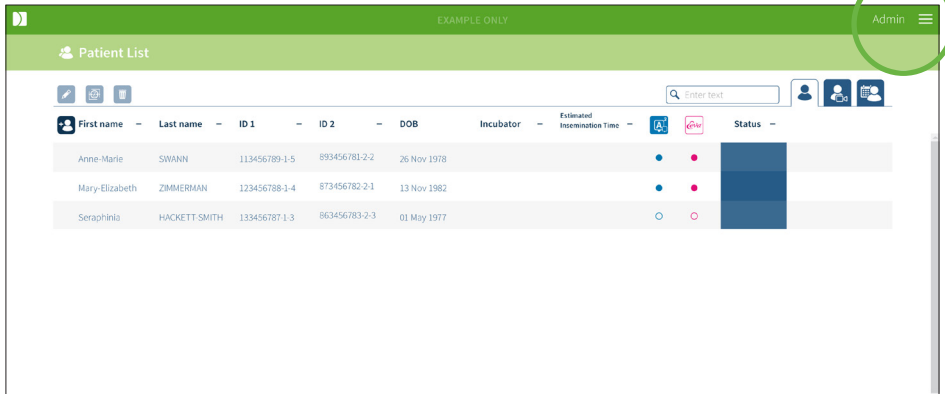 EXAMPLE ONLY
Admin
Patient List
Enter text
First name – Last name – ID 1 – ID 2 – DOB Incubator – Estimated Insemination Time – [A] eeva Status –
Anne-Marie SWANN 113456789-1-5 893456781-2-2 26 Nov 1978
Mary-Elizabeth ZIMMERMAN 123456788-1-4 873456782-2-1 13 Nov 1982
Seraphinia HACKETT-SMITH 133456787-1-3 863456783-2-3 01 May 1977